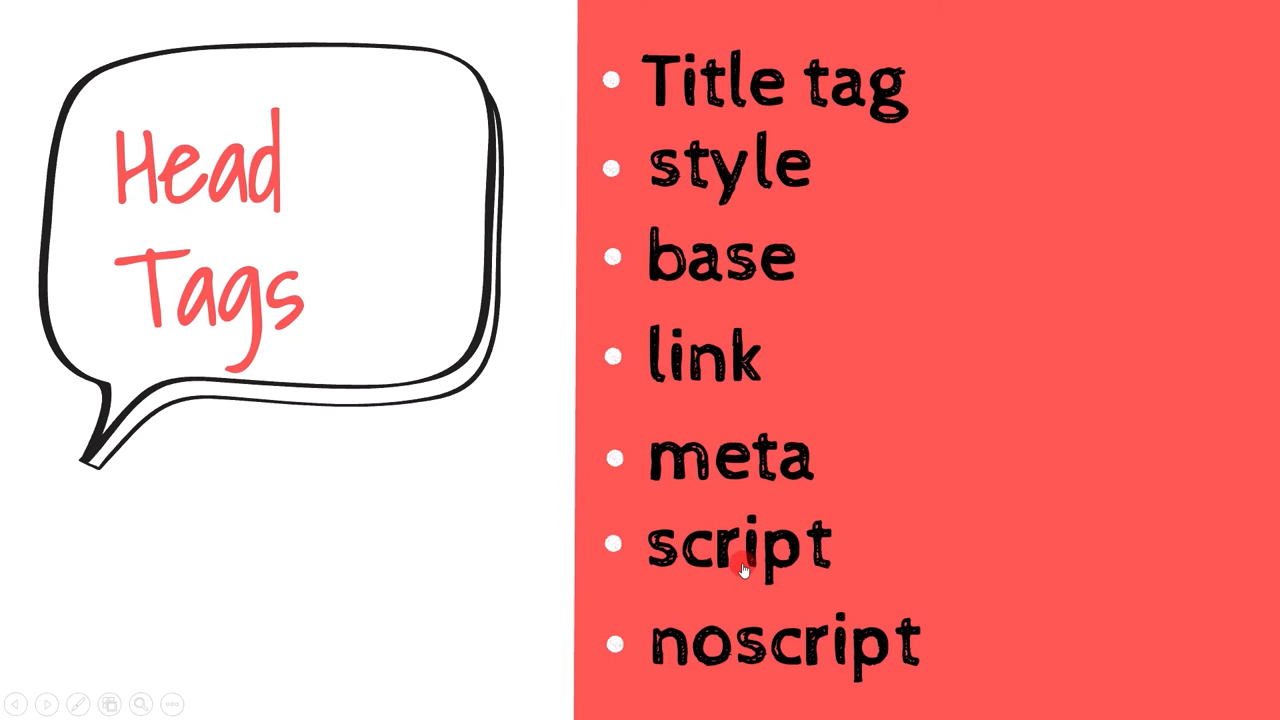 Head
Tags
Title tag
style
base
link
meta
script
noscript